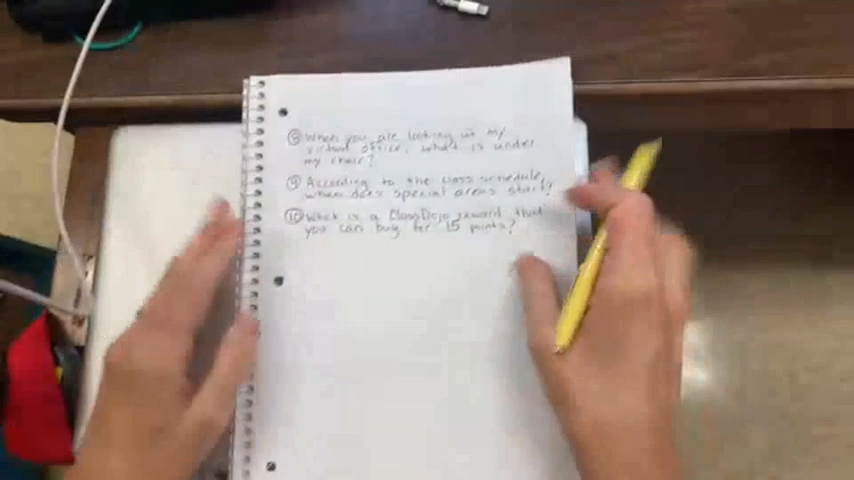 ⑧ When you are looking in my
virtual office, what is under
my chair?
⑨ According to the class schedule,
when does special areas start?
⑩ What is a ClassDojo reward that
you can buy for 15 points?